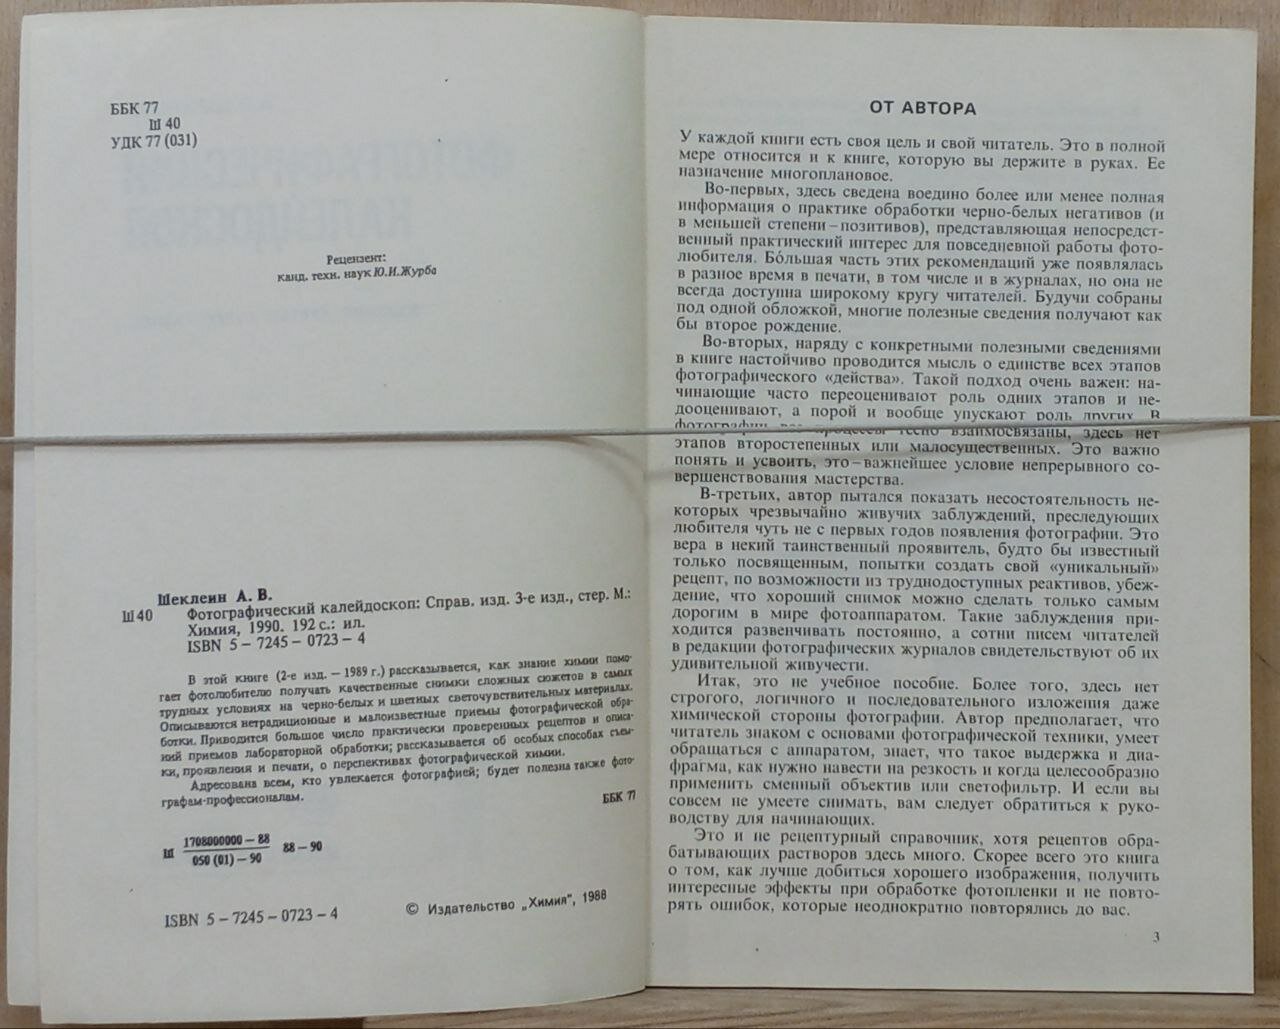 ББК 77
Ш 40
УДК 77 (031)
Рецензент:
канд. техн. наук Ю.И.Журба
Шеклеин А. В.
Ш40 Фотографический калейдоскоп: Справ. изд. 3-е изд., стер. М.:
Химия, 1990. 192 с.: ил.
ISBN 5 – 7245 – 0723 – 4
В этой книге (2-е изд. – 1989 г.) рассказывается, как знание химии помо-
гает фотолюбителю получать качественные снимки сложных сюжетов в самых
трудных условиях на черно-белых и цветных светочувствительных материалах.
Описываются нетрадиционные и малоизвестные приемы фотографической обра-
ботки. Приводится большое число практически проверенных рецептов и описа-
ний приемов лабораторной обработки; рассказывается об особых способах съем-
ки, проявления и печати, о перспективах фотографической химии.
Адресована всем, кто увлекается фотографией; будет полезна также фото-
графам-профессионалам.
ББК 77
Ш 1708000000 – 88 88 – 90
050 (01) – 90
ISBN 5 – 7245 – 0723 – 4
© Издательство „Химия", 1988
ОТ АВТОРА
У каждой книги есть своя цель и свой читатель. Это в полной
мере относится и к книге, которую вы держите в руках. Ее
назначение многоплановое.
Во-первых, здесь сведена воедино более или менее полная
информация о практике обработки черно-белых негативов (и
в меньшей степени – позитивов), представляющая непосредст-
венный практический интерес для повседневной работы фото-
любителя. Бо́льшая часть этих рекомендаций уже появлялась
в разное время в печати, в том числе и в журналах, но она не
всегда доступна широкому кругу читателей. Будучи собраны
под одной обложкой, многие полезные сведения получают как
бы второе рождение.
Во-вторых, наряду с конкретными полезными сведениями
в книге настойчиво проводится мысль о единстве всех этапов
фотографического «действа». Такой подход очень важен: на-
чинающие часто переоценивают роль одних этапов и не-
дооценивают, а порой и вообще упускают роль других. В
фотографии все процессы тесно взаимосвязаны, здесь нет
этапов второстепенных или малосущественных. Это важно
понять и усвоить, это – важнейшее условие непрерывного со-
вершенствования мастерства.
В-третьих, автор пытался показать несостоятельность не-
которых чрезвычайно живучих заблуждений, преследующих
любителя чуть не с первых годов появления фотографии. Это
вера в некий таинственный проявитель, будто бы известный
только посвященным, попытки создать свой «уникальный»
рецепт, по возможности из труднодоступных реактивов, убеж-
дение, что хороший снимок можно сделать только самым
дорогим в мире фотоаппаратом. Такие заблуждения при-
ходится развенчивать постоянно, а сотни писем читателей
в редакции фотографических журналов свидетельствуют об их
удивительной живучести.
Итак, это не учебное пособие. Более того, здесь нет
строгого, логичного и последовательного изложения даже
химической стороны фотографии. Автор предполагает, что
читатель знаком с основами фотографической техники, умеет
обращаться с аппаратом, знает, что такое выдержка и диа-
фрагма, как нужно навести на резкость и когда целесообразно
применить сменный объектив или светофильтр. И если вы
совсем не умеете снимать, вам следует обратиться к руко-
водству для начинающих.
Это и не рецептурный справочник, хотя рецептов обра-
батывающих растворов здесь много. Скорее всего это книга
о том, как лучше добиться хорошего изображения, получить
интересные эффекты при обработке фотопленки и не повто-
рять ошибок, которые неоднократно повторялись до вас.
3